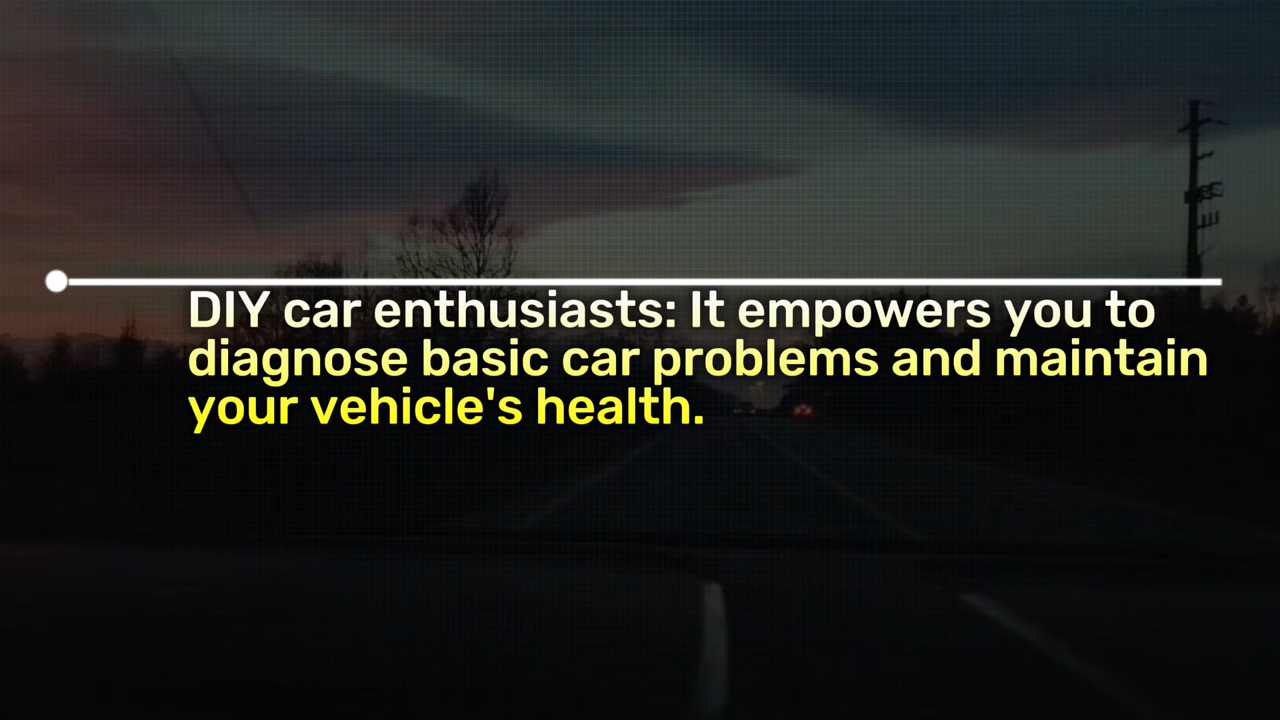 DIY car enthusiasts: It empowers you to
diagnose basic car problems and maintain
your vehicle's health.